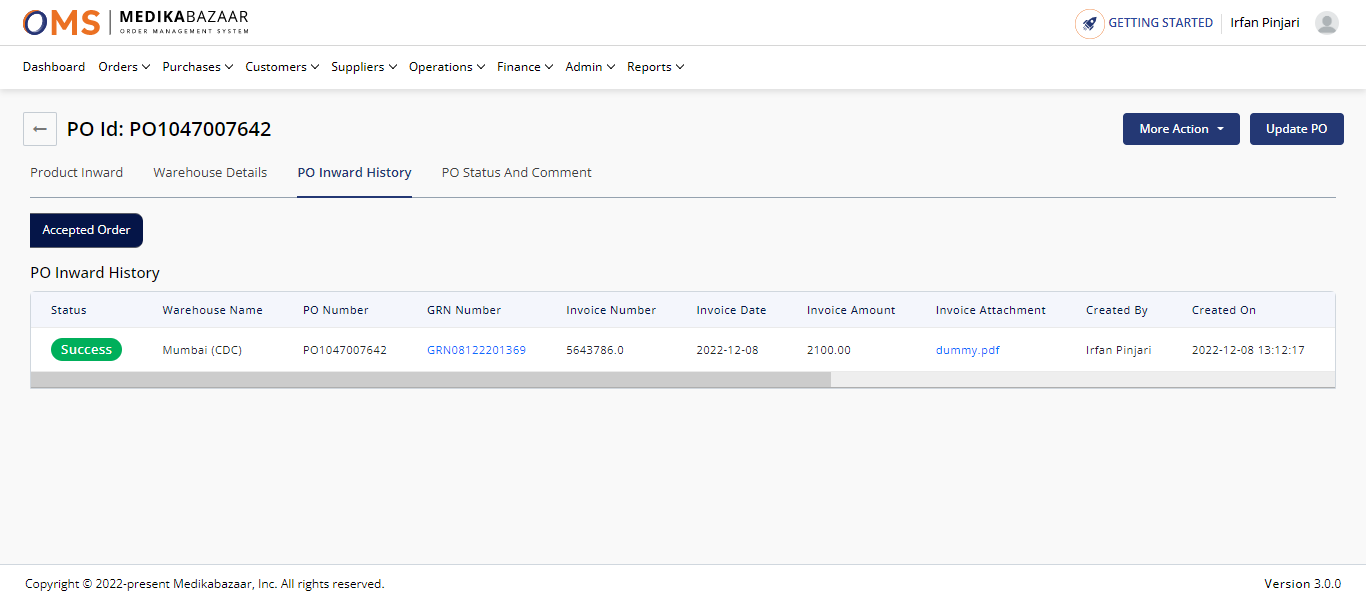 OMS MEDIKABAZAAR
ORDER MANAGEMENT SYSTEM
GETTING STARTED Irfan Pinjari
Dashboard Orders Purchases Customers Suppliers Operations Finance Admin Reports
PO Id: PO1047007642
More Action Update PO
Product Inward Warehouse Details PO Inward History PO Status And Comment
Accepted Order
PO Inward History
Status Warehouse Name PO Number GRN Number Invoice Number Invoice Date Invoice Amount Invoice Attachment Created By Created On
Success Mumbai (CDC) PO1047007642 GRN08122201369 5643786.0 2022-12-08 2100.00 dummy.pdf Irfan Pinjari 2022-12-08 13:12:17
Copyright © 2022-present Medikabazaar, Inc. All rights reserved. Version 3.0.0